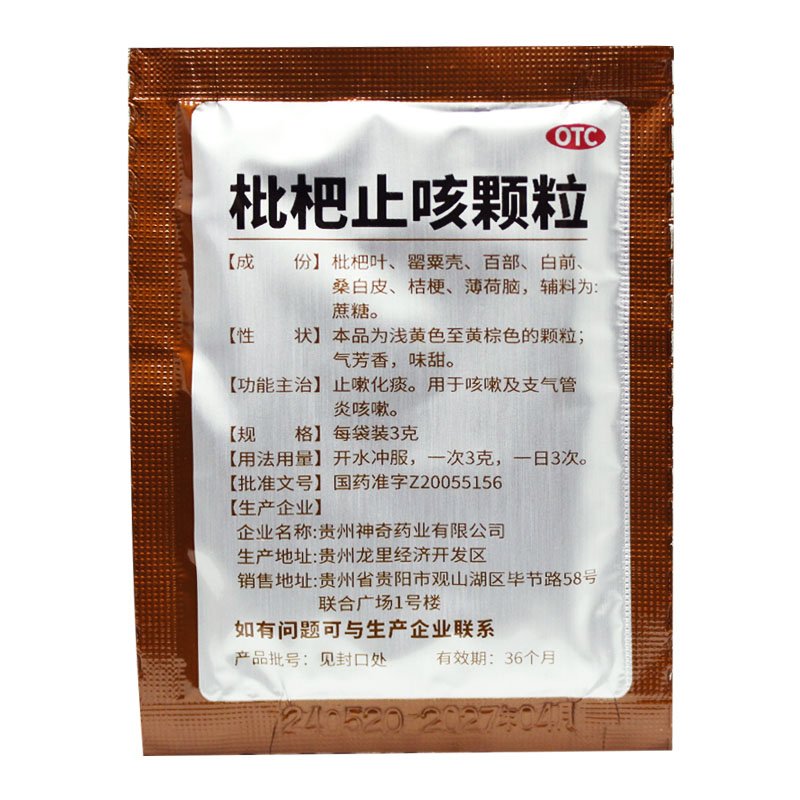 OTC
枇杷止咳颗粒
【成 份】枇杷叶、罂粟壳、百部、白前、
桑白皮、桔梗、薄荷脑，辅料为:
蔗糖。
【性 状】本品为浅黄色至黄棕色的颗粒；
气芳香，味甜。
【功能主治】止嗽化痰。用于咳嗽及支气管
炎咳嗽。
【规 格】每袋装3克
【用法用量】开水冲服，一次3克，一日3次。
【批准文号】国药准字Z20055156
【生产企业】
企业名称:贵州神奇药业有限公司
生产地址:贵州龙里经济开发区
销售地址:贵州省贵阳市观山湖区毕节路58号
联合广场1号楼
如有问题可与生产企业联系
产品批号：见封口处 有效期：36个月
240520 2027年04月